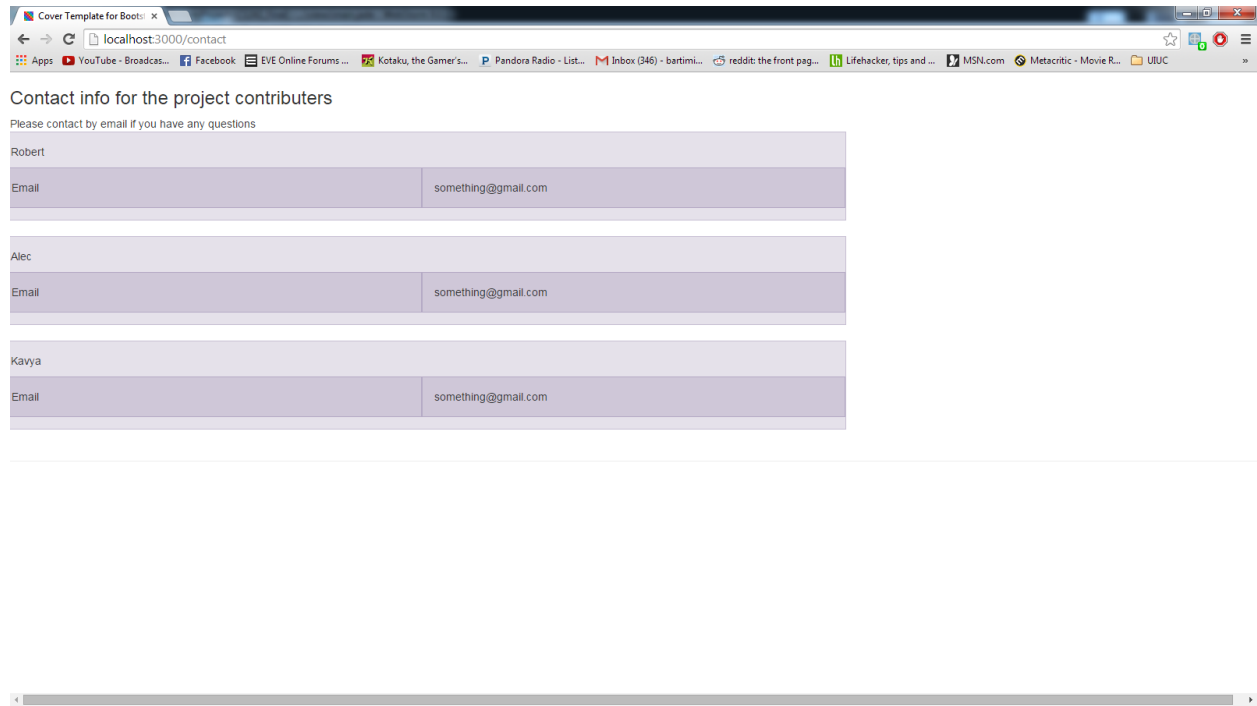 Cover Template for Bootst
localhost:3000/contact
Apps YouTube - Broadcas... Facebook EVE Online Forums ... Kotaku, the Gamer's... Pandora Radio - List... Inbox (346) - bartimi... reddit: the front pag... Lifehacker, tips and ... MSN.com Metacritic - Movie R... UIUC »
Contact info for the project contributers
Please contact by email if you have any questions
Robert
Email something@gmail.com
Alec
Email something@gmail.com
Kavya
Email something@gmail.com